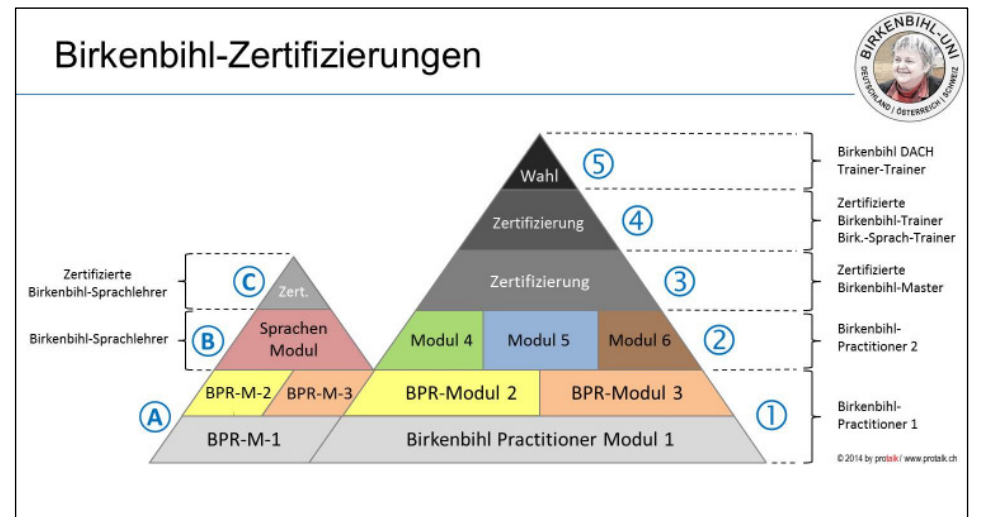 Birkenbihl-Zertifizierungen
BIRKENBIHL-UNI
DEUTSCHLAND | ÖSTERREICH | SCHWEIZ
5
Wahl
Birkenbihl DACH
Trainer-Trainer
4
Zertifizierung
Zertifizierte
Birkenbihl-Trainer
Birk.-Sprach-Trainer
Zertifizierte
Birkenbihl-Sprachlehrer
C
Zert.
Zertifizierung
3
Zertifizierte
Birkenbihl-Master
Birkenbihl-Sprachlehrer
B
Sprachen
Modul
Modul 4
Modul 5
Modul 6
2
Birkenbihl-
Practitioner 2
A
BPR-M-2
BPR-M-3
BPR-Modul 2
BPR-Modul 3
1
Birkenbihl-
Practitioner 1
BPR-M-1
Birkenbihl Practitioner Modul 1
© 2014 by protalk/ www.protalk.ch